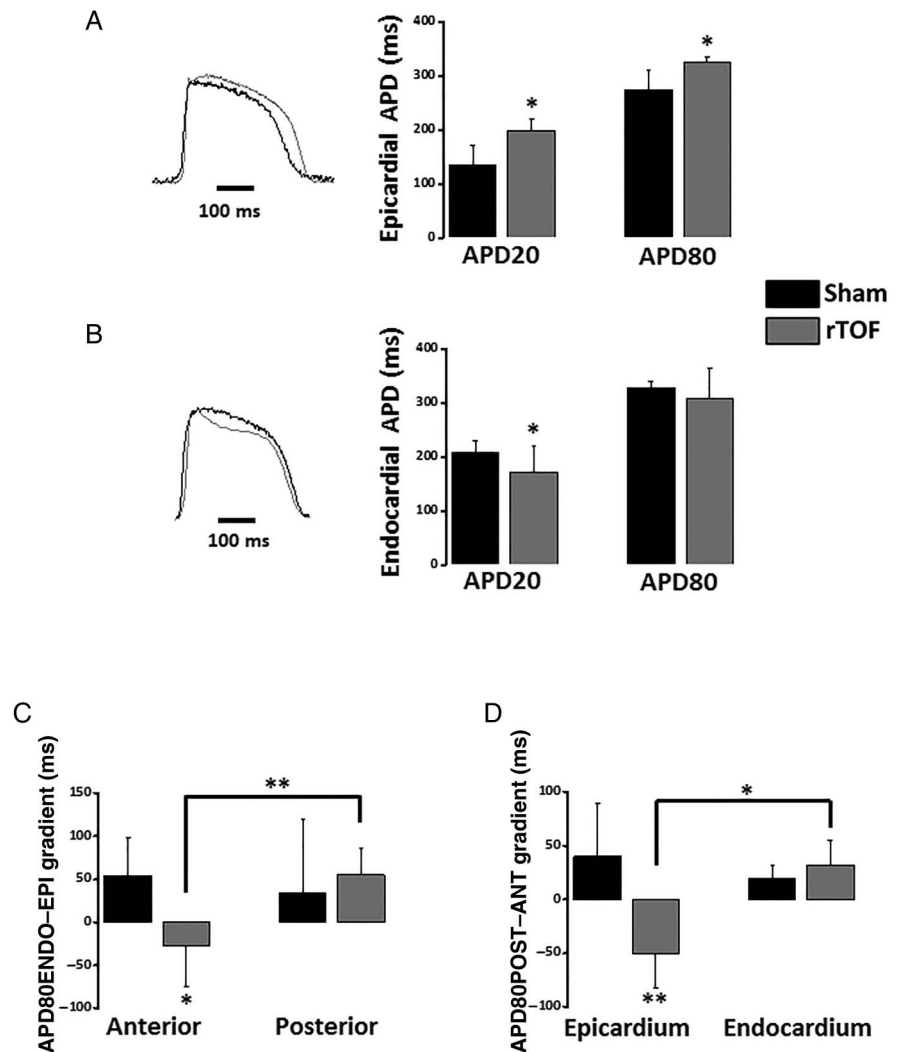 A
Epicardial APD (ms)
400
300
200
100
0
*
*
100 ms
APD20
APD80
Sham
rTOF
B
Endocardial APD (ms)
400
300
200
100
0
*
100 ms
APD20
APD80
C
APD80ENDO–EPI gradient (ms)
150
100
50
0
–50
–100
**
*
Anterior
Posterior
D
APD80POST–ANT gradient (ms)
100
50
0
–50
–100
*
**
Epicardium
Endocardium